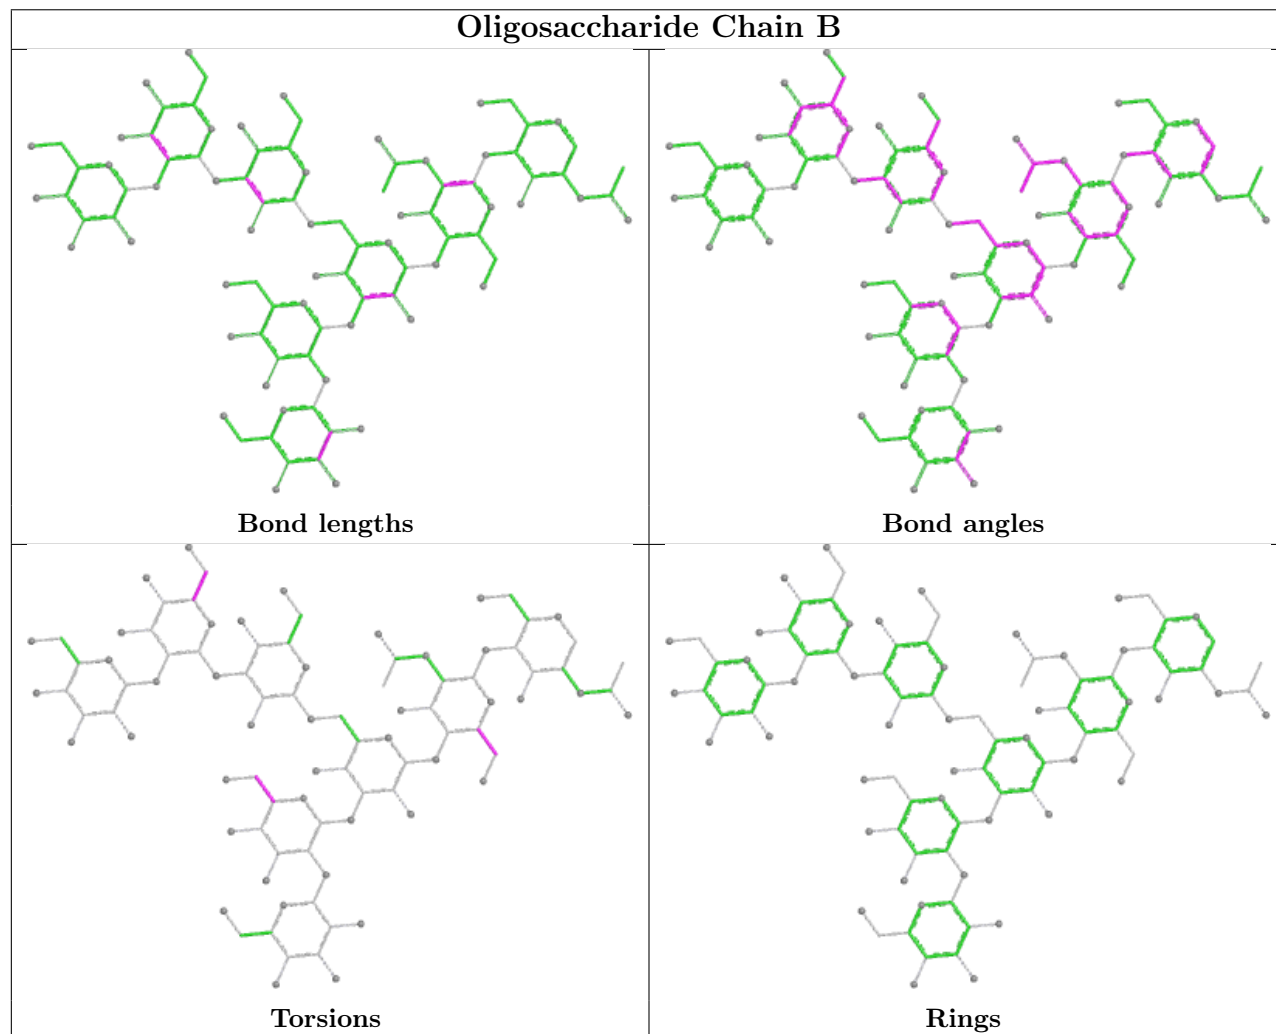 Oligosaccharide Chain B
Bond lengths
Bond angles
Torsions
Rings